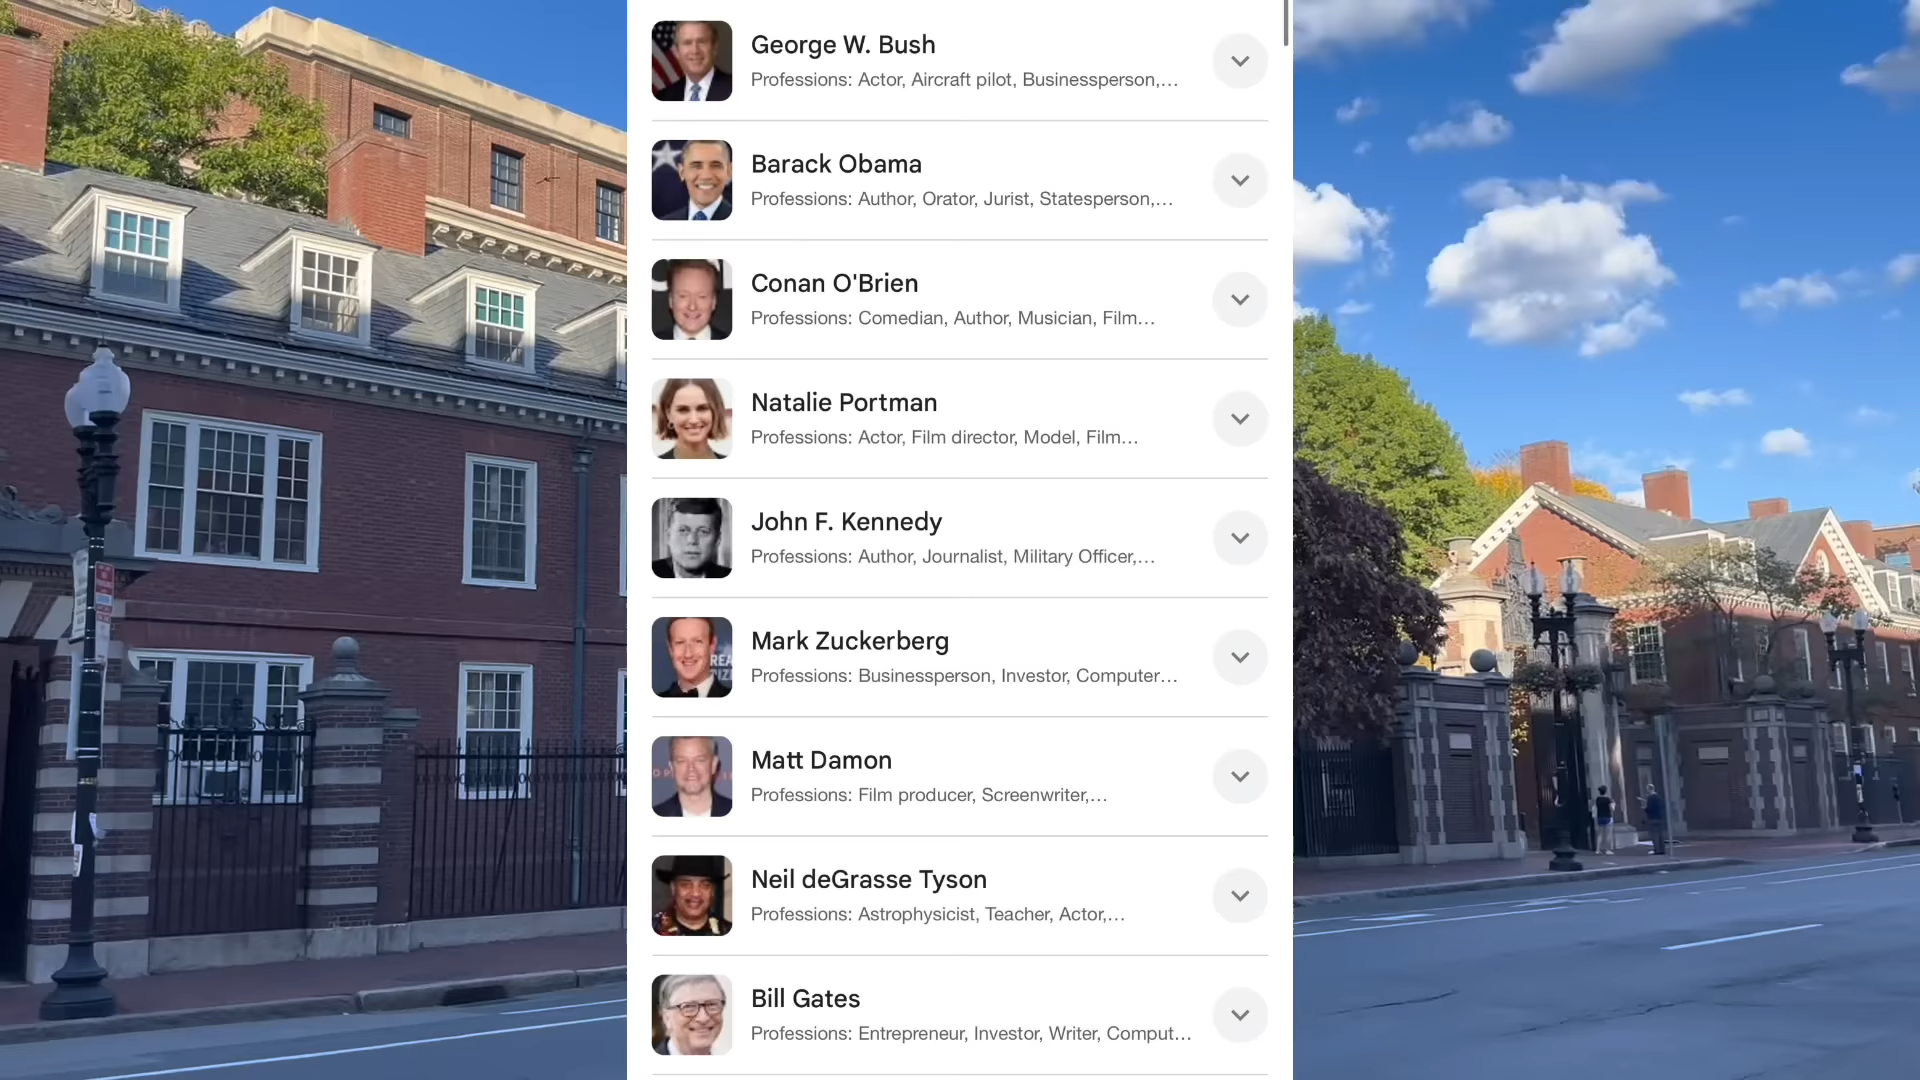 George W. Bush
Professions: Actor, Aircraft pilot, Businessperson,...
Barack Obama
Professions: Author, Orator, Jurist, Statesperson,...
Conan O'Brien
Professions: Comedian, Author, Musician, Film...
Natalie Portman
Professions: Actor, Film director, Model, Film...
John F. Kennedy
Professions: Author, Journalist, Military Officer,...
Mark Zuckerberg
Professions: Businessperson, Investor, Computer...
Matt Damon
Professions: Film producer, Screenwriter,...
Neil deGrasse Tyson
Professions: Astrophysicist, Teacher, Actor,...
Bill Gates
Professions: Entrepreneur, Investor, Writer, Comput...